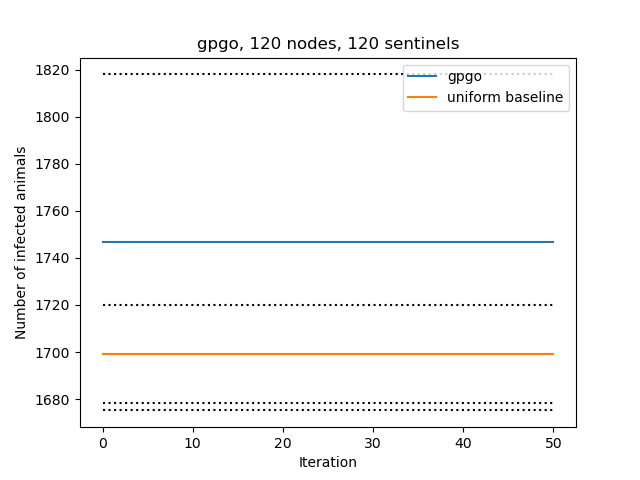 gpgo, 120 nodes, 120 sentinels
1820
1800
1780
1760
1740
1720
1700
1680
Number of infected animals
gpgo
uniform baseline
0 10 20 30 40 50
Iteration